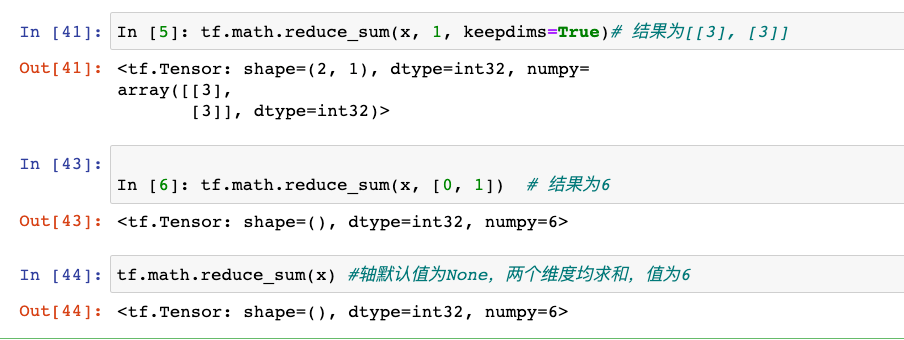 In [41]: In [5]: tf.math.reduce_sum(x, 1, keepdims=True)# 结果为[[3], [3]]
Out[41]: <tf.Tensor: shape=(2, 1), dtype=int32, numpy=
array([[3],
       [3]], dtype=int32)>
In [43]:
In [6]: tf.math.reduce_sum(x, [0, 1])  # 结果为6
Out[43]: <tf.Tensor: shape=(), dtype=int32, numpy=6>
In [44]: tf.math.reduce_sum(x) #轴默认值为None，两个维度均求和，值为6
Out[44]: <tf.Tensor: shape=(), dtype=int32, numpy=6>